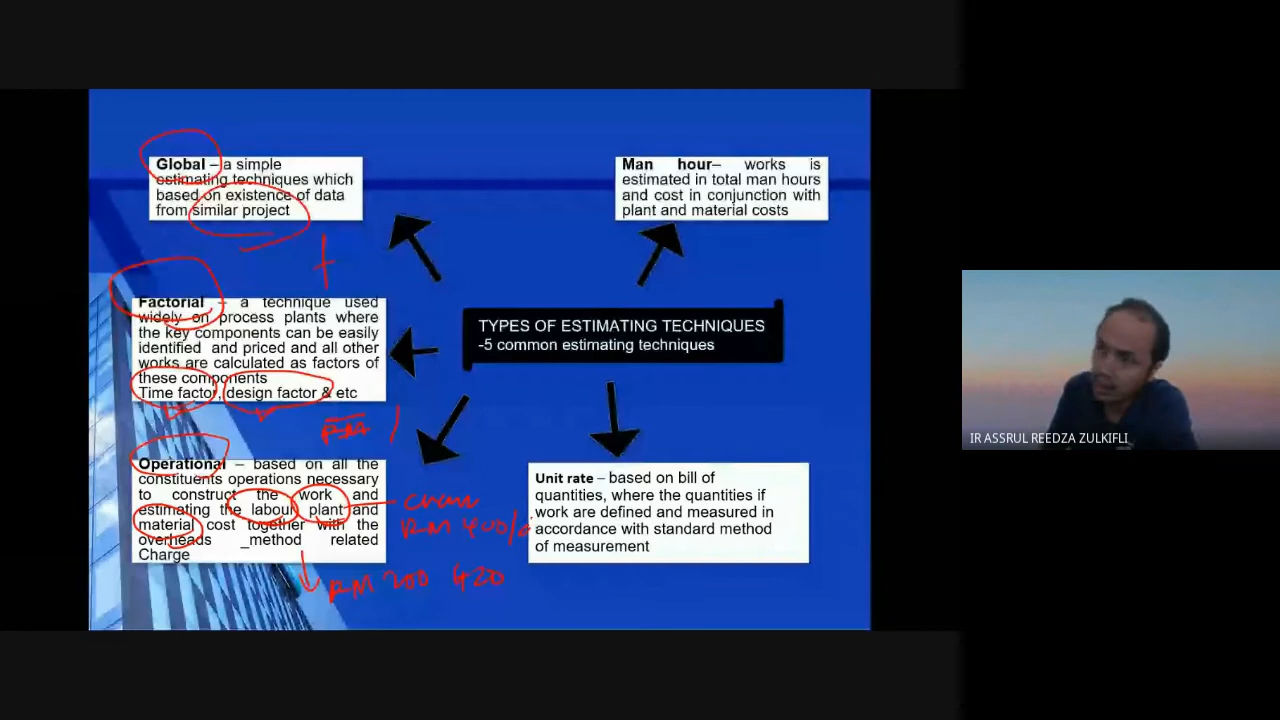 Global – a simple
estimating techniques which
based on existence of data
from similar project
Man hour– works is
estimated in total man hours
and cost in conjunction with
plant and material costs
Factorial – a technique used
widely on process plants where
the key components can be easily
identified and priced and all other
works are calculated as factors of
these components
Time factor, design factor & etc
TYPES OF ESTIMATING TECHNIQUES
-5 common estimating techniques
Operational – based on all the
constituents operations necessary
to construct the work and
estimating the labour plant and
material cost together with the
overheads _method related
Charge
RM 400/
RM 200 420
Unit rate – based on bill of
quantities, where the quantities if
work are defined and measured in
accordance with standard method
of measurement
IR ASSRUL REEDZA ZULKIFLI